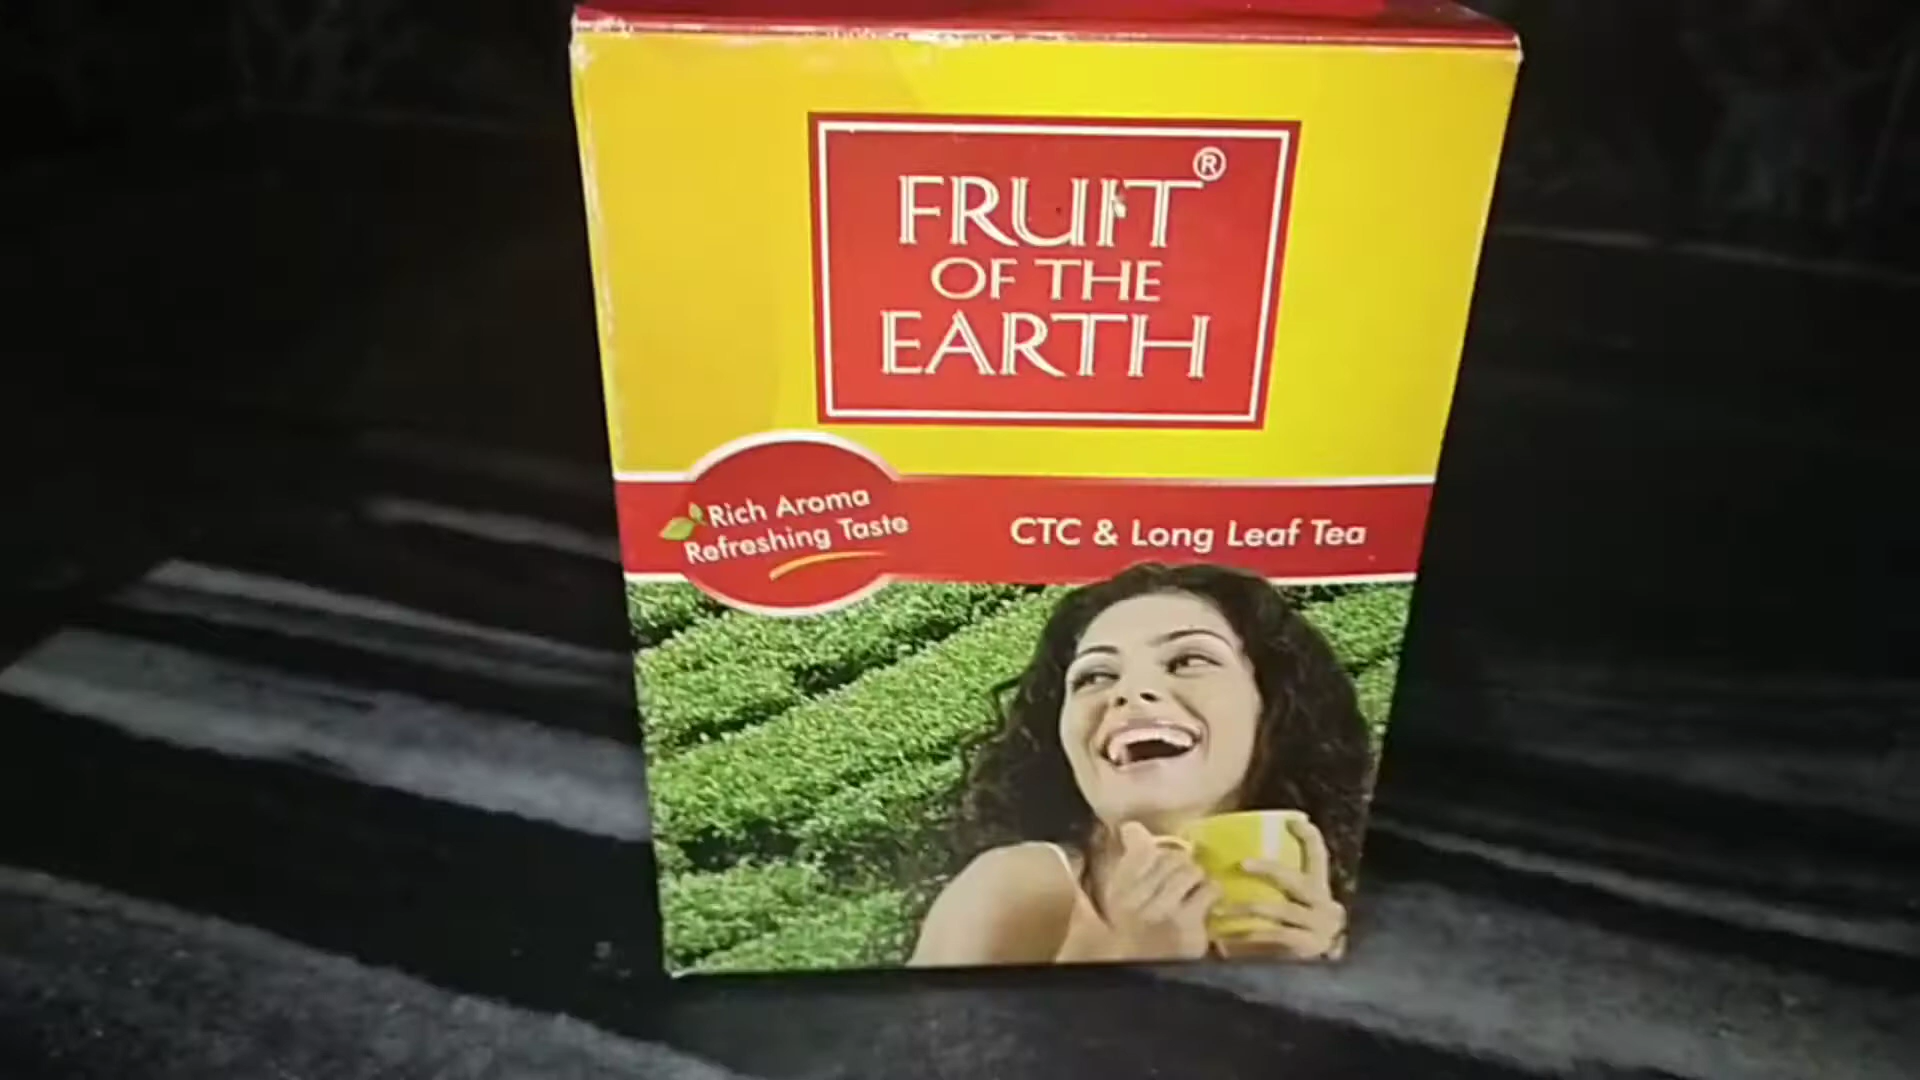 FRUIT®
OF THE
EARTH
Rich Aroma
Refreshing Taste
CTC & Long Leaf Tea